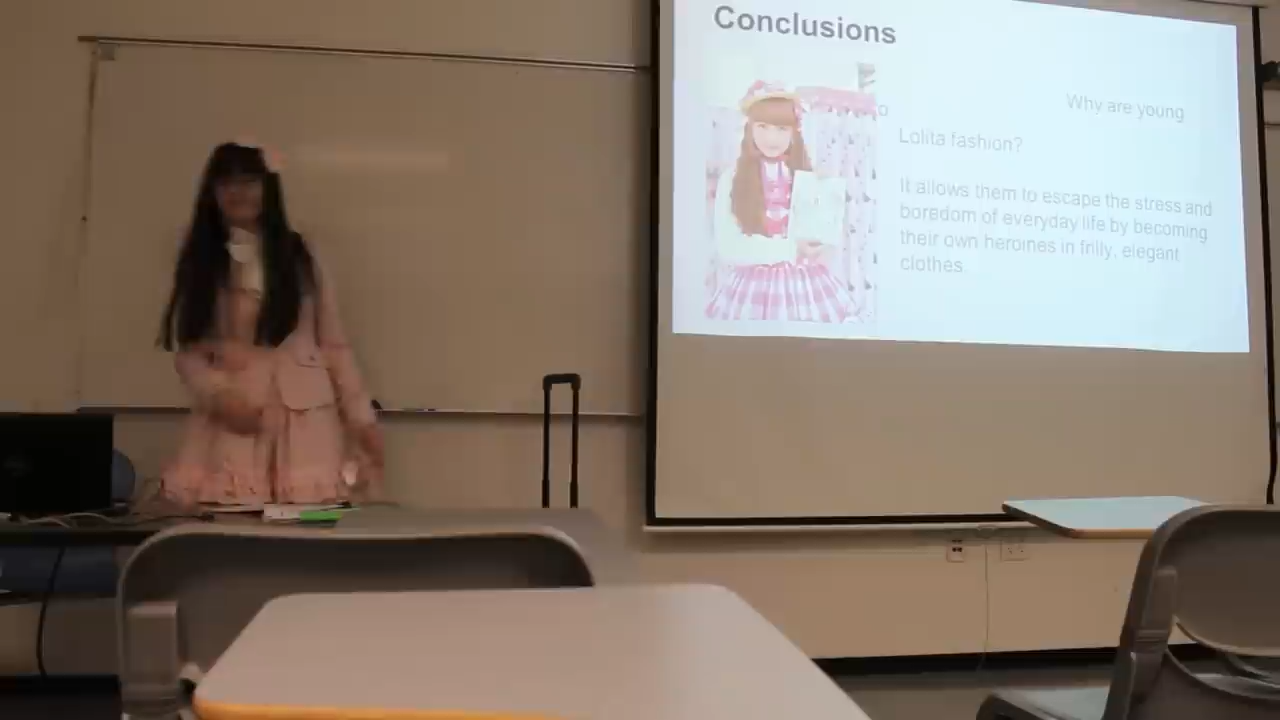 Conclusions
o Why are young
Lolita fashion?
It allows them to escape the stress and
boredom of everyday life by becoming
their own heroines in frilly, elegant
clothes.